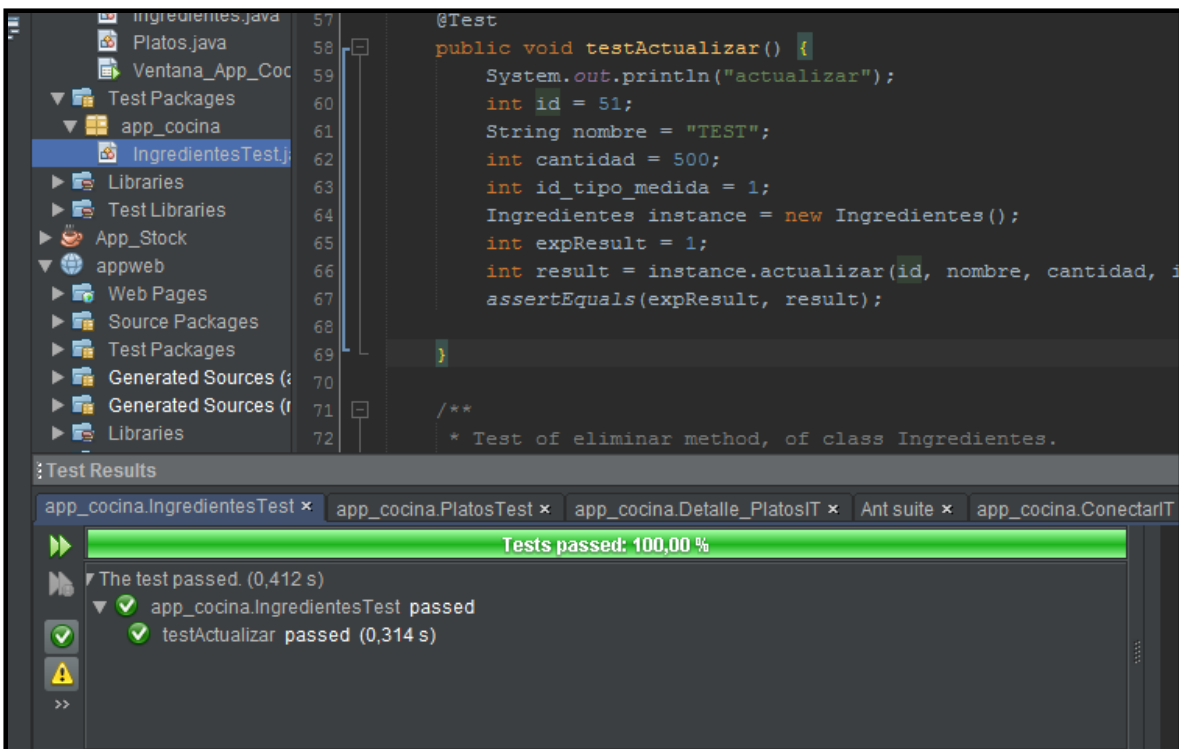 Ingredientes.java
Platos.java
Ventana_App_Coc
Test Packages
app_cocina
IngredientesTest.j
Libraries
Test Libraries
App_Stock
appweb
Web Pages
Source Packages
Test Packages
Generated Sources (
Generated Sources (
Libraries
57 @Test
58 public void testActualizar() {
59 System.out.println("actualizar");
60 int id = 51;
61 String nombre = "TEST";
62 int cantidad = 500;
63 int id_tipo_medida = 1;
64 Ingredientes instance = new Ingredientes();
65 int expResult = 1;
66 int result = instance.actualizar(id, nombre, cantidad, i
67 assertEquals(expResult, result);
68
69 }
70
71 /**
72 * Test of eliminar method, of class Ingredientes.
Test Results
app_cocina.IngredientesTest × app_cocina.PlatosTest × app_cocina.Detalle_PlatosIT × Ant suite × app_cocina.ConectarIT
Tests passed: 100,00 %
The test passed. (0,412 s)
app_cocina.IngredientesTest passed
testActualizar passed (0,314 s)